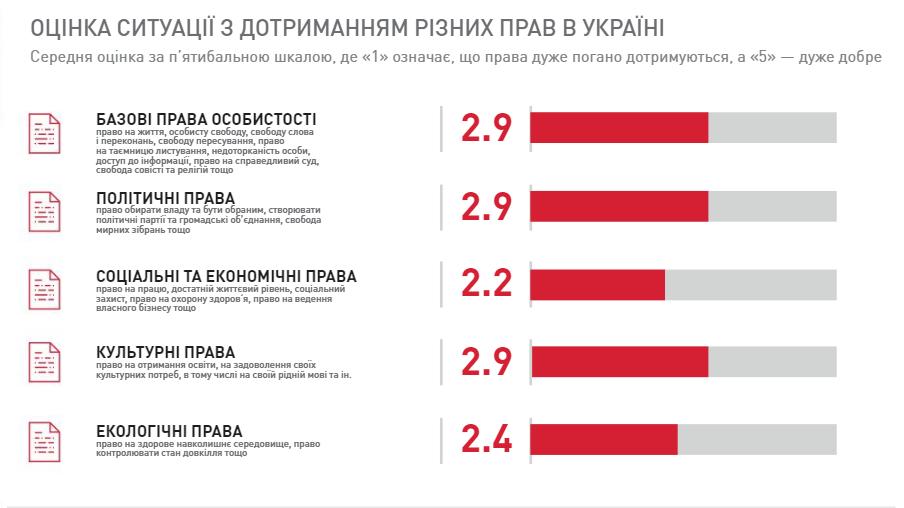 ОЦІНКА СИТУАЦІЇ З ДОТРИМАННЯМ РІЗНИХ ПРАВ В УКРАЇНІ
Середня оцінка за п’ятибальною шкалою, де «1» означає, що права дуже погано дотримуються, а «5» — дуже добре
БАЗОВІ ПРАВА ОСОБИСТОСТІ
право на життя, особисту свободу, свободу слова
і переконань, свободу пересування, право
на таємницю листування, недоторканість особи,
доступ до інформації, право на справедливий суд,
свобода совісті та релігій тощо
2.9
ПОЛІТИЧНІ ПРАВА
право обирати владу та бути обраним, створювати
політичні партії та громадські об’єднання, свобода
мирних зібрань тощо
2.9
СОЦІАЛЬНІ ТА ЕКОНОМІЧНІ ПРАВА
право на працю, достатній життєвий рівень, соціальний
захист, право на охорону здоров’я, право на ведення
власного бізнесу тощо
2.2
КУЛЬТУРНІ ПРАВА
право на отримання освіти, на задоволення своїх
культурних потреб, в тому числі на своїй рідній мові та ін.
2.9
ЕКОЛОГІЧНІ ПРАВА
право на здорове навколишнє середовище, право
контролювати стан довкілля тощо
2.4